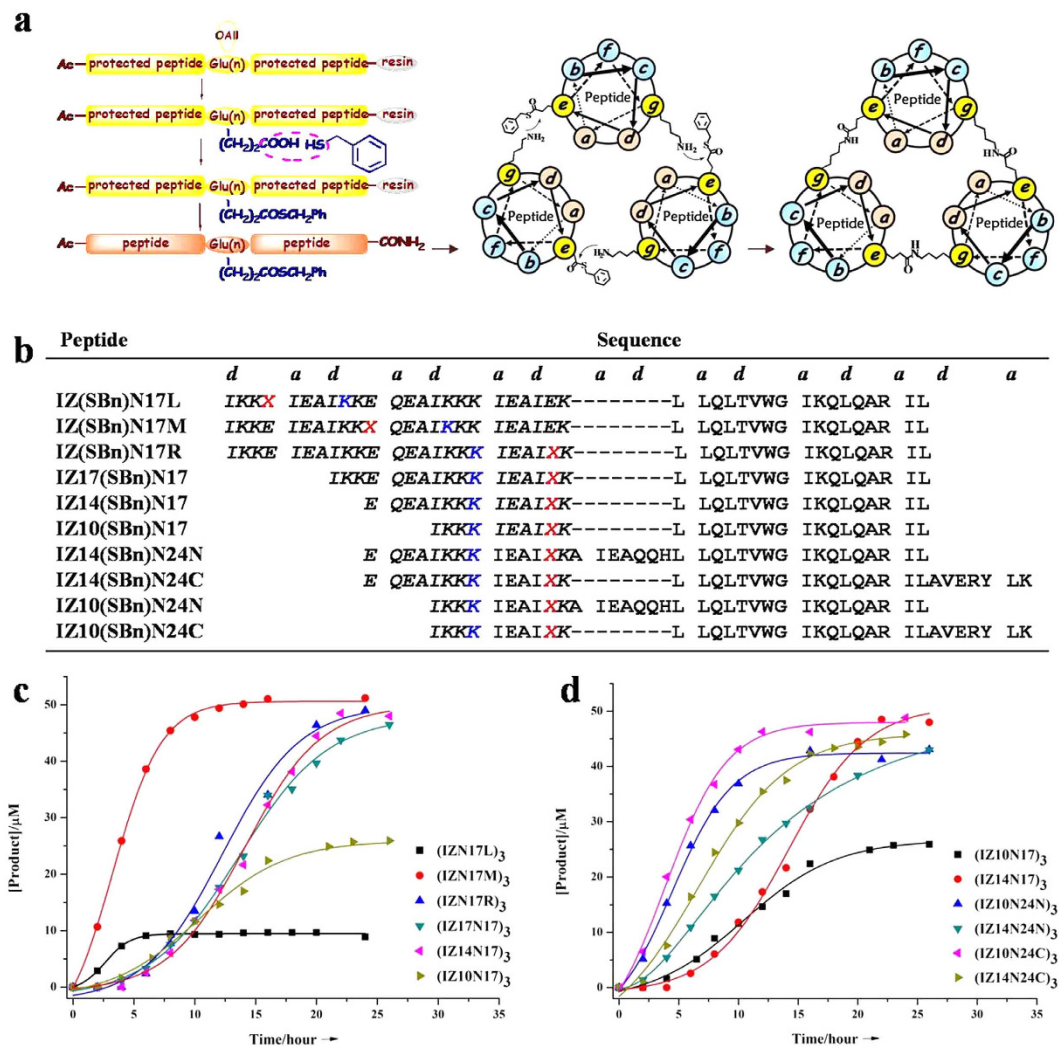 a
OAll
Ac- protected peptide Glu(n) protected peptide -resin
Ac- protected peptide Glu(n) protected peptide -resin
(CH2)2COOH HS
Ac- protected peptide Glu(n) protected peptide -resin
(CH2)2COSCH2Ph
Ac- peptide Glu(n) peptide -CONH2
(CH2)2COSCH2Ph
f b c Peptide e g a d
O S NH2
O S NH2
g d c Peptide a f e b
a e d Peptide b g f c
O S H2N
f b c Peptide e g a d
O NH
HN O
g d c Peptide a f e b
a e d Peptide b g f c
O H N
b
Peptide Sequence
d a d a d a d a d a d a
IZ(SBn)N17L IKKX IEAIKKE QEAIKKK IEAIEK----------L LQLTVWG IKQLQAR IL
IZ(SBn)N17M IKKE IEAIKKX QEAIKKK IEAIEK----------L LQLTVWG IKQLQAR IL
IZ(SBn)N17R IKKE IEAIKKE QEAIKKK IEAIXK----------L LQLTVWG IKQLQAR IL
IZ17(SBn)N17 IKKE QEAIKKK IEAIXK----------L LQLTVWG IKQLQAR IL
IZ14(SBn)N17 E QEAIKKK IEAIXK----------L LQLTVWG IKQLQAR IL
IZ10(SBn)N17 IKKK IEAIXK----------L LQLTVWG IKQLQAR IL
IZ14(SBn)N24N E QEAIKKK IEAIXKA IEAQQHL LQLTVWG IKQLQAR IL
IZ14(SBn)N24C E QEAIKKK IEAIXK----------L LQLTVWG IKQLQAR ILAVERY LK
IZ10(SBn)N24N IKKK IEAIXKA IEAQQHL LQLTVWG IKQLQAR IL
IZ10(SBn)N24C IKKK IEAIXK----------L LQLTVWG IKQLQAR ILAVERY LK
c
[Product]/μM
50
40
30
20
10
0
0 5 10 15 20 25 30 35
Time/hour →
(IZN17L)3
(IZN17M)3
(IZN17R)3
(IZ17N17)3
(IZ14N17)3
(IZ10N17)3
d
[Product]/μM
50
40
30
20
10
0
0 5 10 15 20 25 30 35
Time/hour →
(IZ10N17)3
(IZ14N17)3
(IZ10N24N)3
(IZ14N24N)3
(IZ10N24C)3
(IZ14N24C)3